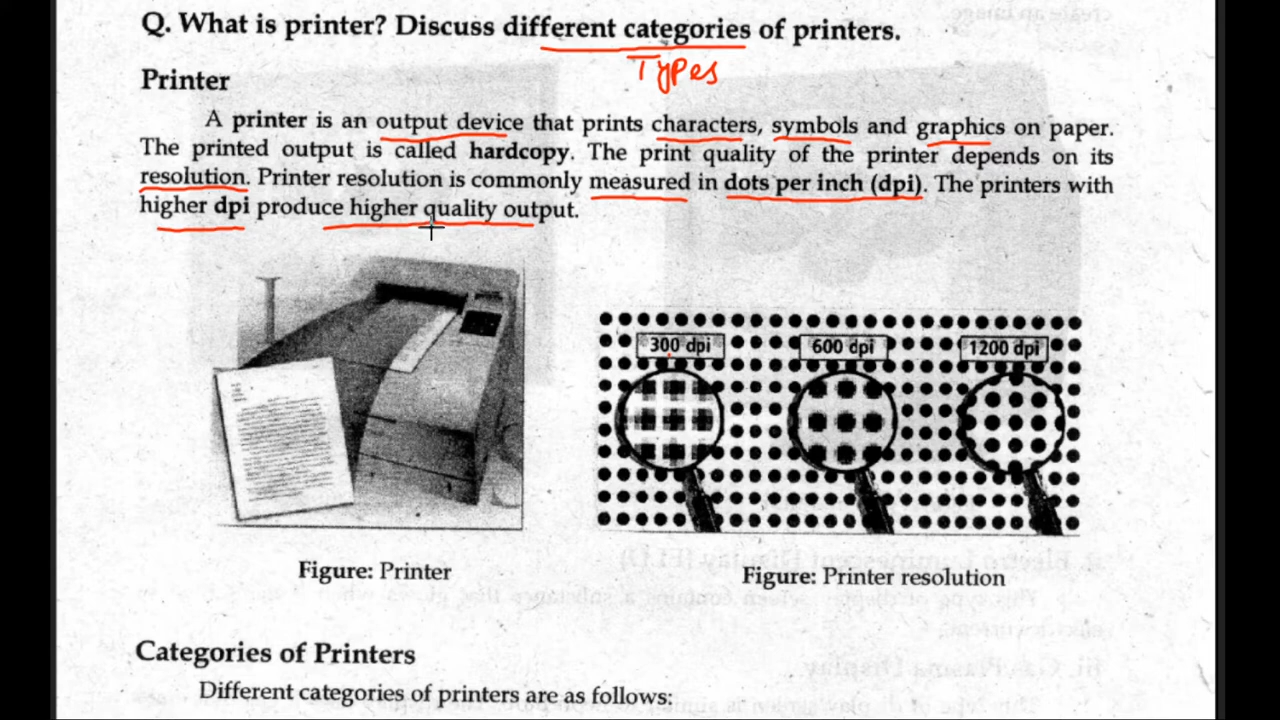 Q. What is printer? Discuss different categories of printers.
Types
Printer
A printer is an output device that prints characters, symbols and graphics on paper.
The printed output is called hardcopy. The print quality of the printer depends on its
resolution. Printer resolution is commonly measured in dots per inch (dpi). The printers with
higher dpi produce higher quality output.
300 dpi 600 dpi 1200 dpi
Figure: Printer Figure: Printer resolution
Categories of Printers
Different categories of printers are as follows: